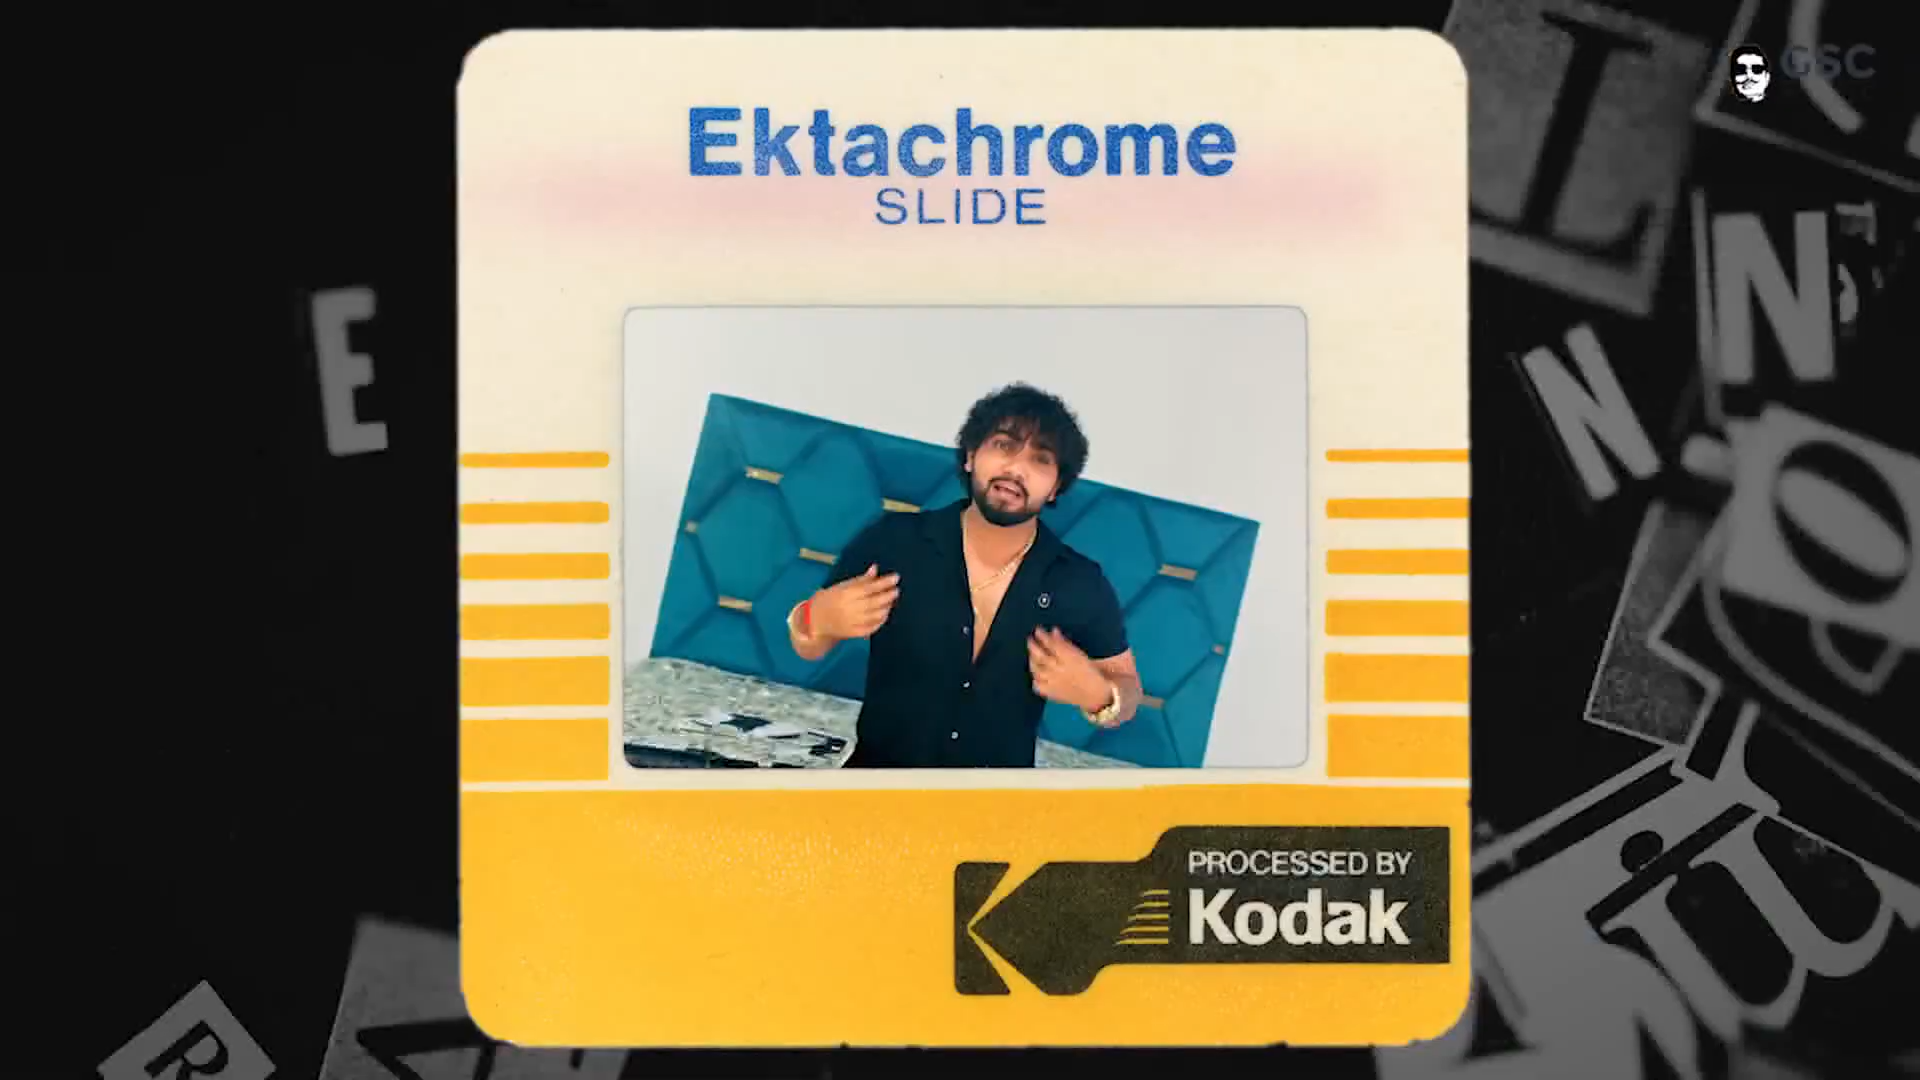 GSC
Ektachrome
SLIDE
E
N
N
PROCESSED BY
Kodak
R